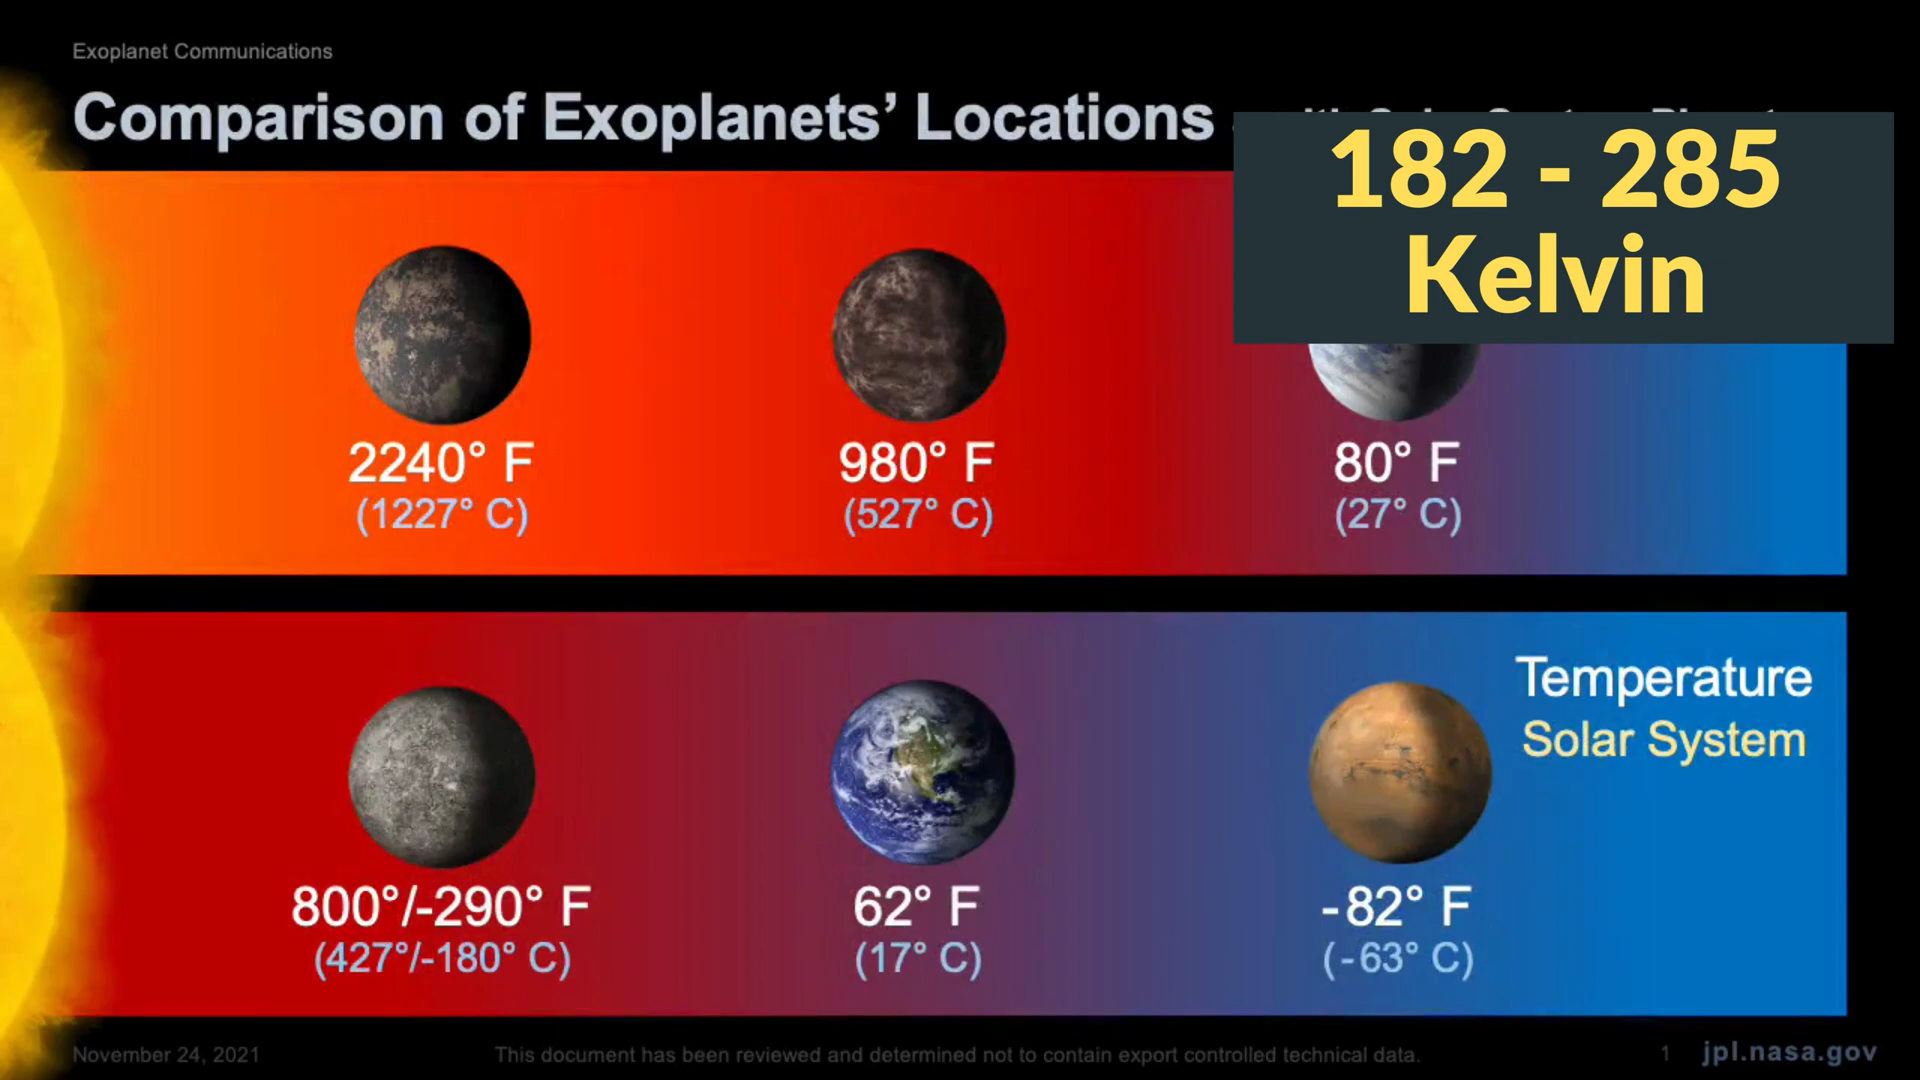 Exoplanet Communications
Comparison of Exoplanets’ Locations
182 - 285
Kelvin
2240° F
(1227° C)
980° F
(527° C)
80° F
(27° C)
Temperature
Solar System
800°/-290° F
(427°/-180° C)
62° F
(17° C)
-82° F
(-63° C)
November 24, 2021
This document has been reviewed and determined not to contain export controlled technical data.
1
jpl.nasa.gov